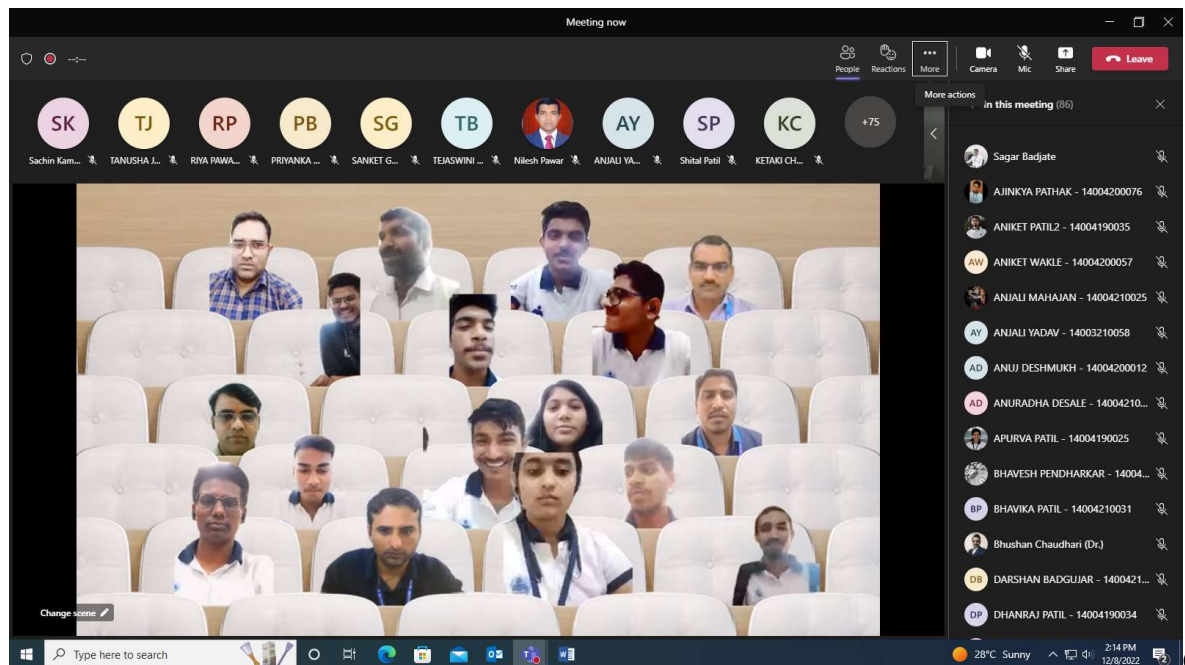 Meeting now
--:--
People
Reactions
More
Camera
Mic
Share
Leave
More actions
In this meeting (86)
SK
TJ
RP
PB
SG
TB
AY
SP
KC
+75
Sachin Kam...
TANUSHA J...
RIYA PAWA...
PRIYANKA ...
SANKET G...
TEJASWINI ...
Nilesh Pawar
ANJALI YA...
Shital Patil
KETAKI CH...
Sagar Badjate
AJINKYA PATHAK - 14004200076
ANIKET PATIL2 - 14004190035
AW ANIKET WAKLE - 14004200057
ANJALI MAHAJAN - 14004210025
AY ANJALI YADAV - 14003210058
AD ANUJ DESHMUKH - 14004200012
AD ANURADHA DESALE - 14004210...
APURVA PATIL - 14004190025
BHAVESH PENDHARKAR - 14004...
BP BHAVIKA PATIL - 14004210031
Bhushan Chaudhari (Dr.)
DB DARSHAN BADGUJAR - 1400421...
DP DHANRAJ PATIL - 14004190034
Change scene
Type here to search
28°C Sunny
2:14 PM
12/8/2022
2